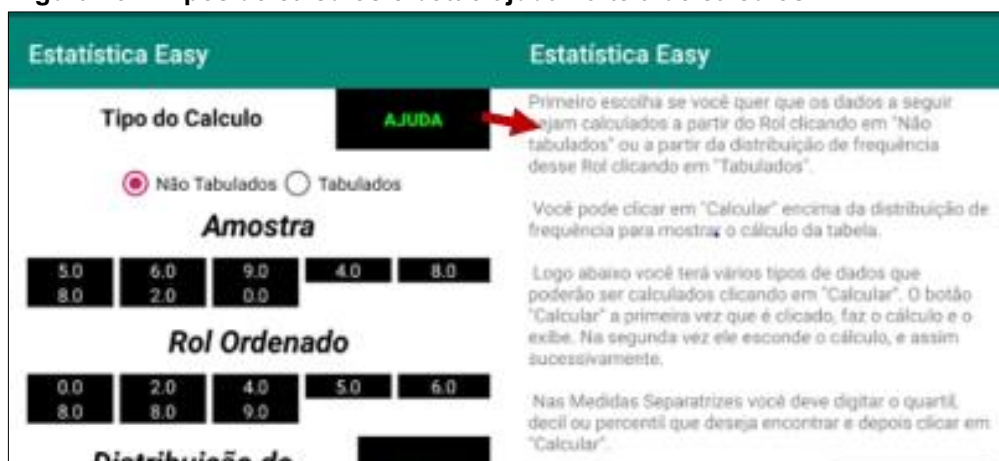 Estatística Easy
Tipo do Calculo
AJUDA
Não Tabulados Tabulados
Amostra
5.0 6.0 9.0 4.0 8.0
8.0 2.0 0.0
Rol Ordenado
0.0 2.0 4.0 5.0 6.0
8.0 8.0 9.0
Distribuição de
Estatística Easy
Primeiro escolha se você quer que os dados a seguir
sejam calculados a partir do Rol clicando em "Não
tabulados" ou a partir da distribuição de frequência
desse Rol clicando em "Tabulados".
Você pode clicar em "Calcular" encima da distribuição de
frequência para mostrar o cálculo da tabela.
Logo abaixo você terá vários tipos de dados que
poderão ser calculados clicando em "Calcular". O botão
"Calcular" a primeira vez que é clicado, faz o cálculo e o
exibe. Na segunda vez ele esconde o cálculo, e assim
sucessivamente.
Nas Medidas Separatrizes você deve digitar o quartil,
decil ou percentil que deseja encontrar e depois clicar em
"Calcular".